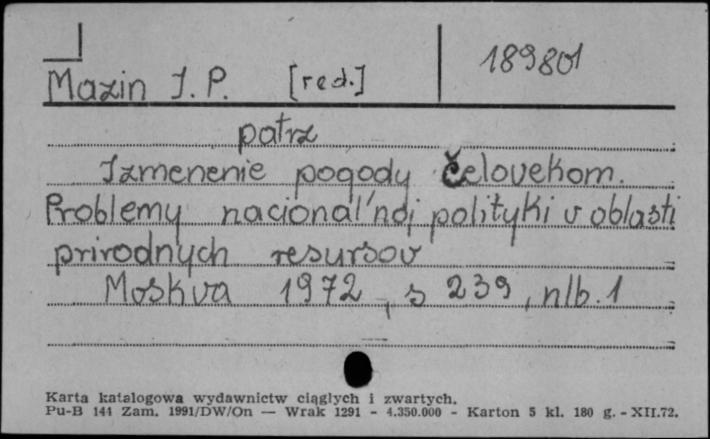 189801
Mazin I. P. [red.]
patrz
Izmenenie pogody čelovekom.
Problemy nacional'noj polityki v oblasti
prirodnych resursov
Moskva 1972, s 239, nlb. 1
Karta katalogowa wydawnictw ciągłych i zwartych.
Pu-B 141 Zam. 1991/DW/On — Wrak 1291 - 4.350.000 - Karton 5 kl. 180 g. - XII.72.